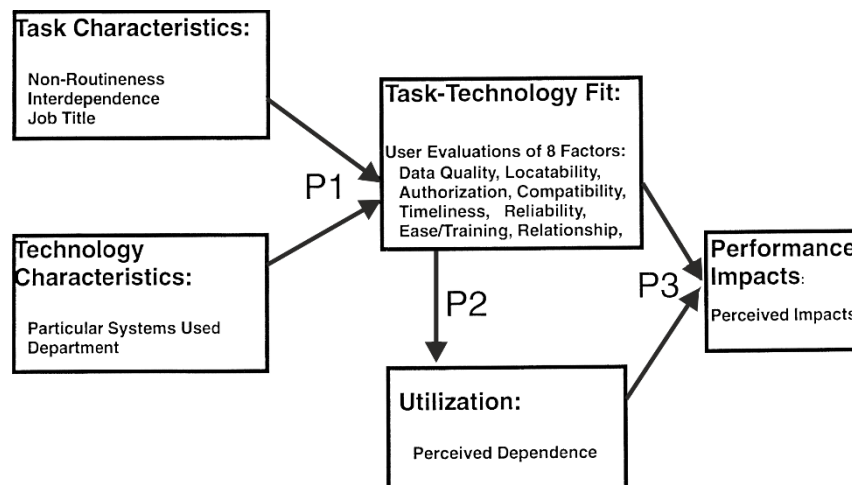 Task Characteristics:
Non-Routineness
Interdependence
Job Title
Task-Technology Fit:
User Evaluations of 8 Factors:
Data Quality, Locatability,
Authorization, Compatibility,
Timeliness, Reliability,
Ease/Training, Relationship,
P1
Technology
Characteristics:
Particular Systems Used
Department
P2
P3
Performance
Impacts:
Perceived Impacts
Utilization:
Perceived Dependence